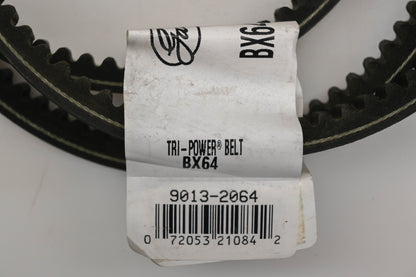 BX64
TRI-POWER® BELT
BX64
9013-2064
0 72053 21084 2